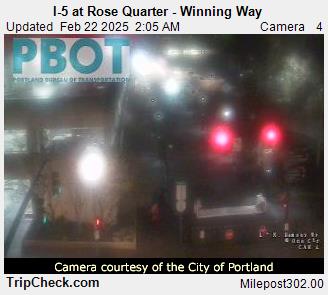 I-5 at Rose Quarter - Winning Way
Updated Feb 22 2025 2:05 AM Camera 4
PBOT
PORTLAND BUREAU OF TRANSPORTATION
Camera courtesy of the City of Portland
TripCheck.com Milepost302.00